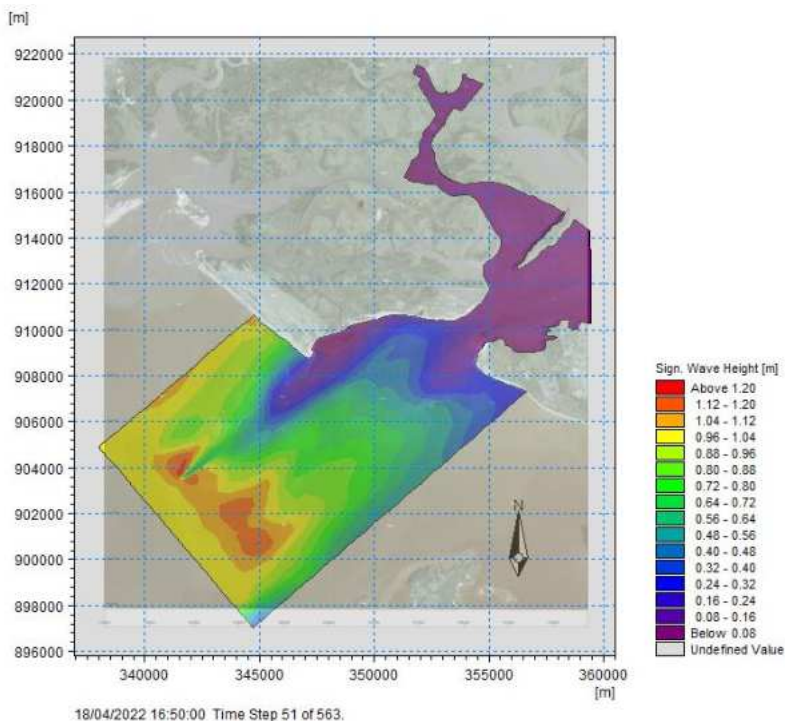 [m]
922000
920000
918000
916000
914000
912000
910000
908000
906000
904000
902000
900000
898000
896000
340000 345000 350000 355000 360000
[m]
N
Sign. Wave Height [m]
Above 1.20
1.12 - 1.20
1.04 - 1.12
0.96 - 1.04
0.88 - 0.96
0.80 - 0.88
0.72 - 0.80
0.64 - 0.72
0.56 - 0.64
0.48 - 0.56
0.40 - 0.48
0.32 - 0.40
0.24 - 0.32
0.16 - 0.24
0.08 - 0.16
Below 0.08
Undefined Value
18/04/2022 16:50:00 Time Step 51 of 563.